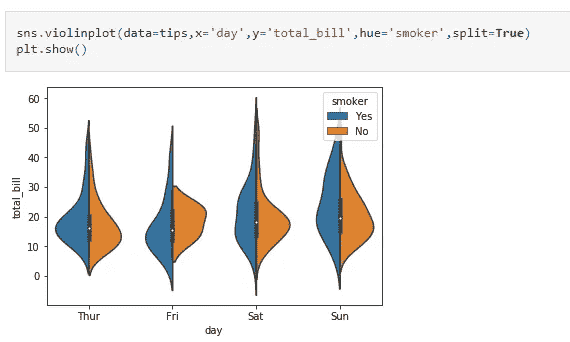 sns.violinplot(data=tips,x='day',y='total_bill',hue='smoker',split=True)
plt.show()
60
50
40
30
20
10
0
total_bill
smoker
Yes
No
Thur Fri Sat Sun
day